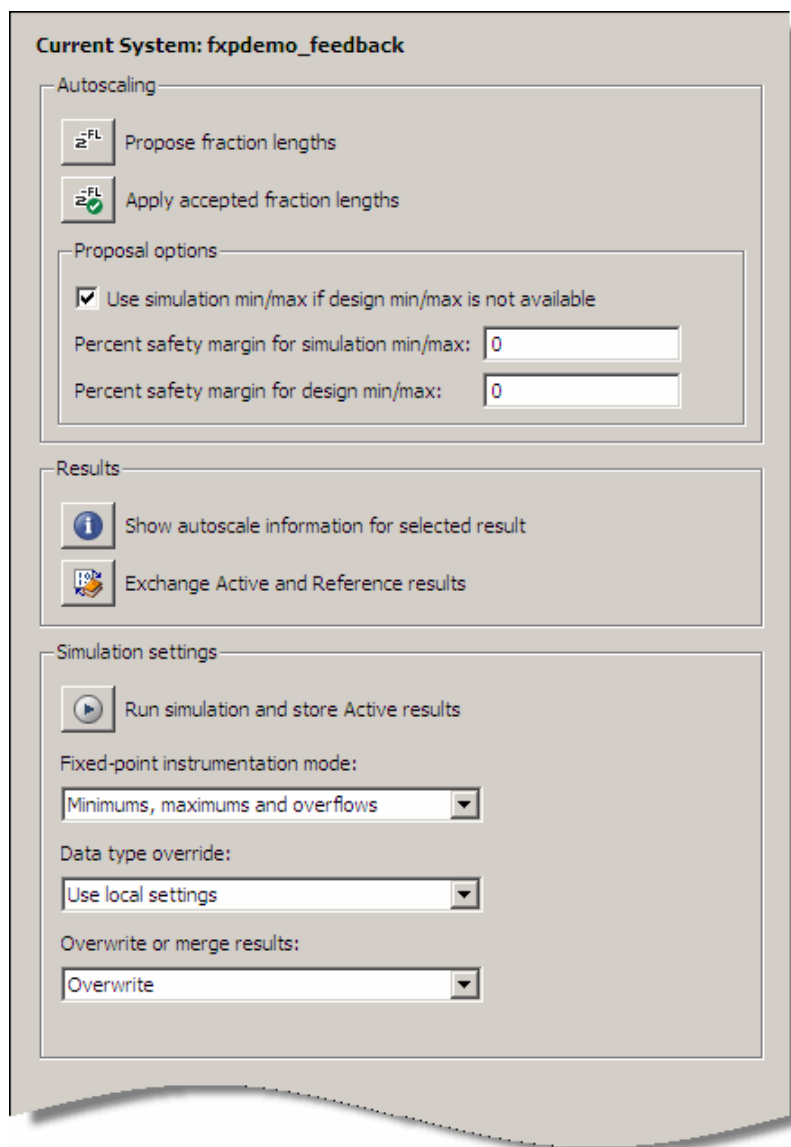 Current System: fxpdemo_feedback
Autoscaling
2-FL
Propose fraction lengths
2-FL
Apply accepted fraction lengths
Proposal options
Use simulation min/max if design min/max is not available
Percent safety margin for simulation min/max: 0
Percent safety margin for design min/max: 0
Results
Show autoscale information for selected result
Exchange Active and Reference results
Simulation settings
Run simulation and store Active results
Fixed-point instrumentation mode:
Minimums, maximums and overflows
Data type override:
Use local settings
Overwrite or merge results:
Overwrite